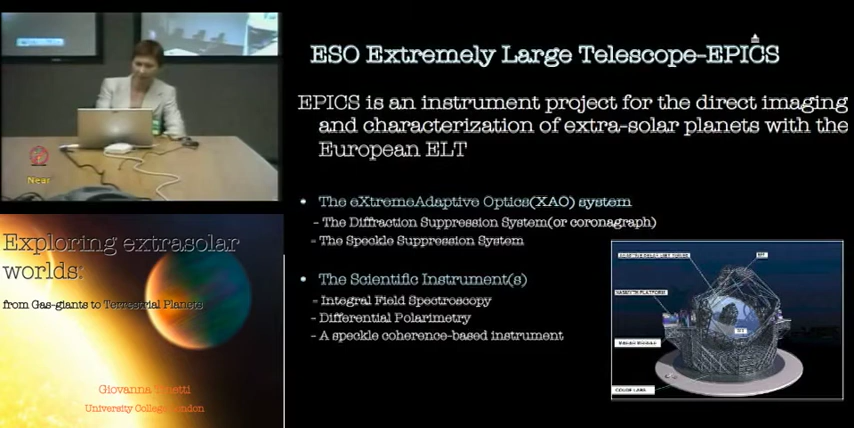 Near
Exploring extrasolar
worlds:
from Gas-giants to Terrestrial Planets
Giovanna Tinetti
University College London
ESO Extremely Large Telescope-EPICS
EPICS is an instrument project for the direct imaging
and characterization of extra-solar planets with the
European ELT
• The eXtremeAdaptive Optics(XAO) system
- The Diffraction Suppression System(or coronagraph)
- The Speckle Suppression System
• The Scientific Instrument(s)
- Integral Field Spectroscopy
- Differential Polarimetry
- A speckle coherence-based instrument
NASMYTH PLATFORM